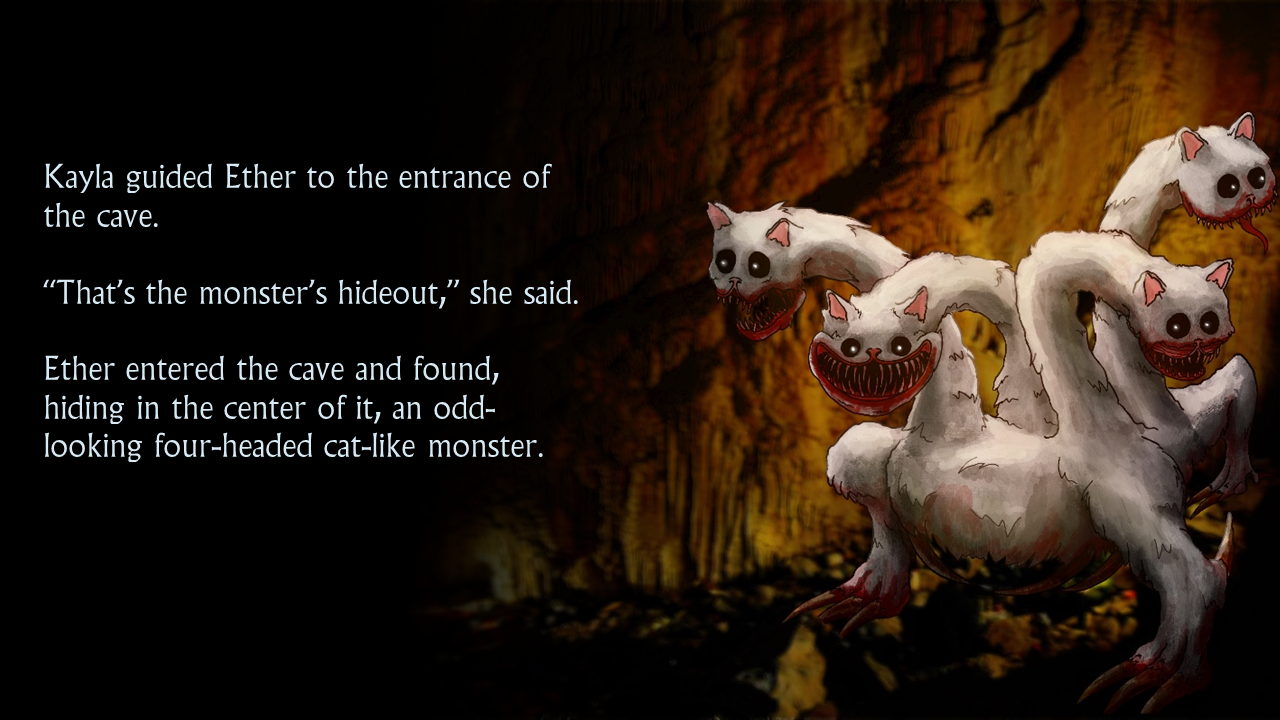 Kayla guided Ether to the entrance of
the cave.
“That’s the monster’s hideout,” she said.
Ether entered the cave and found,
hiding in the center of it, an odd-
looking four-headed cat-like monster.